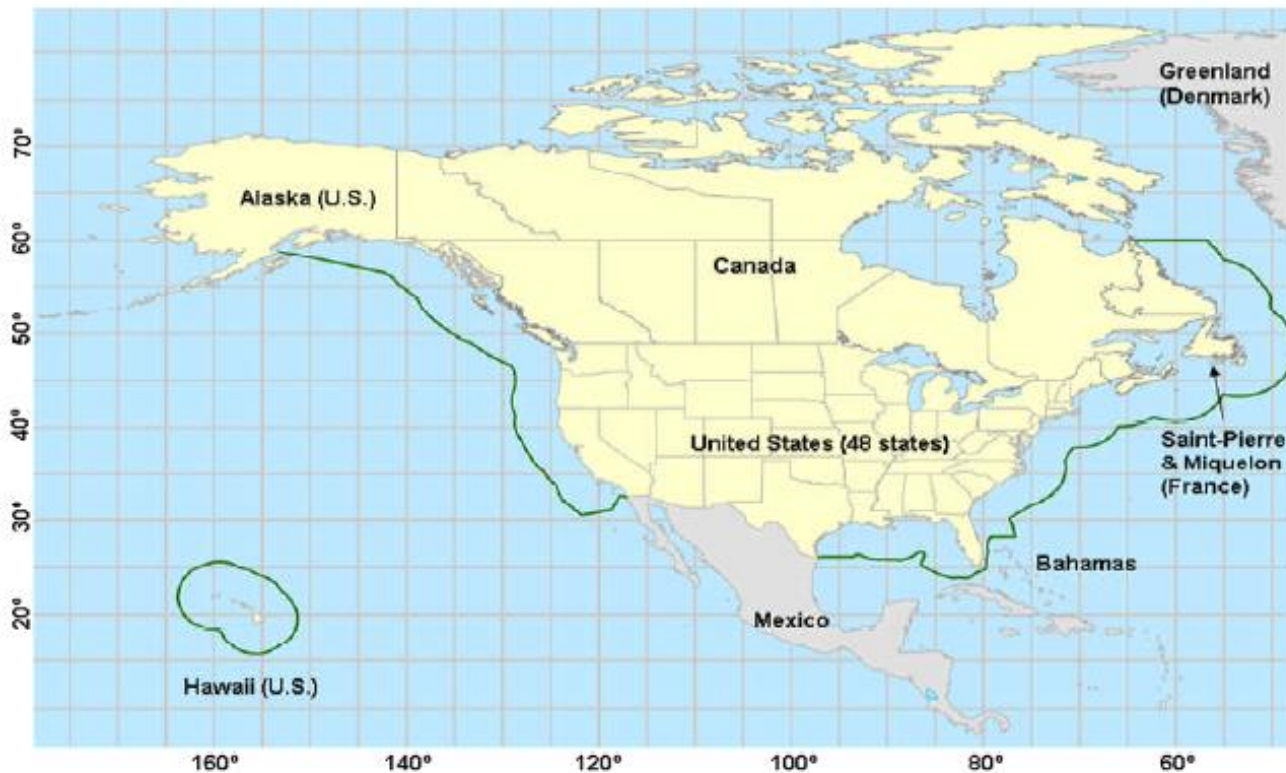 Greenland
(Denmark)
70°
Alaska (U.S.)
60°
Canada
50°
40°
United States (48 states)
Saint-Pierre
& Miquelon
(France)
30°
Bahamas
20°
Mexico
Hawaii (U.S.)
160°
140°
120°
100°
80°
60°